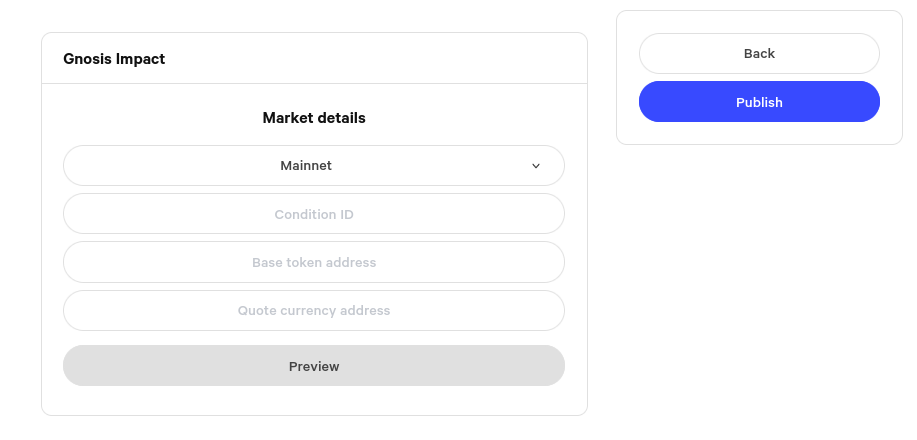 Gnosis Impact
Market details
Mainnet
Condition ID
Base token address
Quote currency address
Preview
Back
Publish